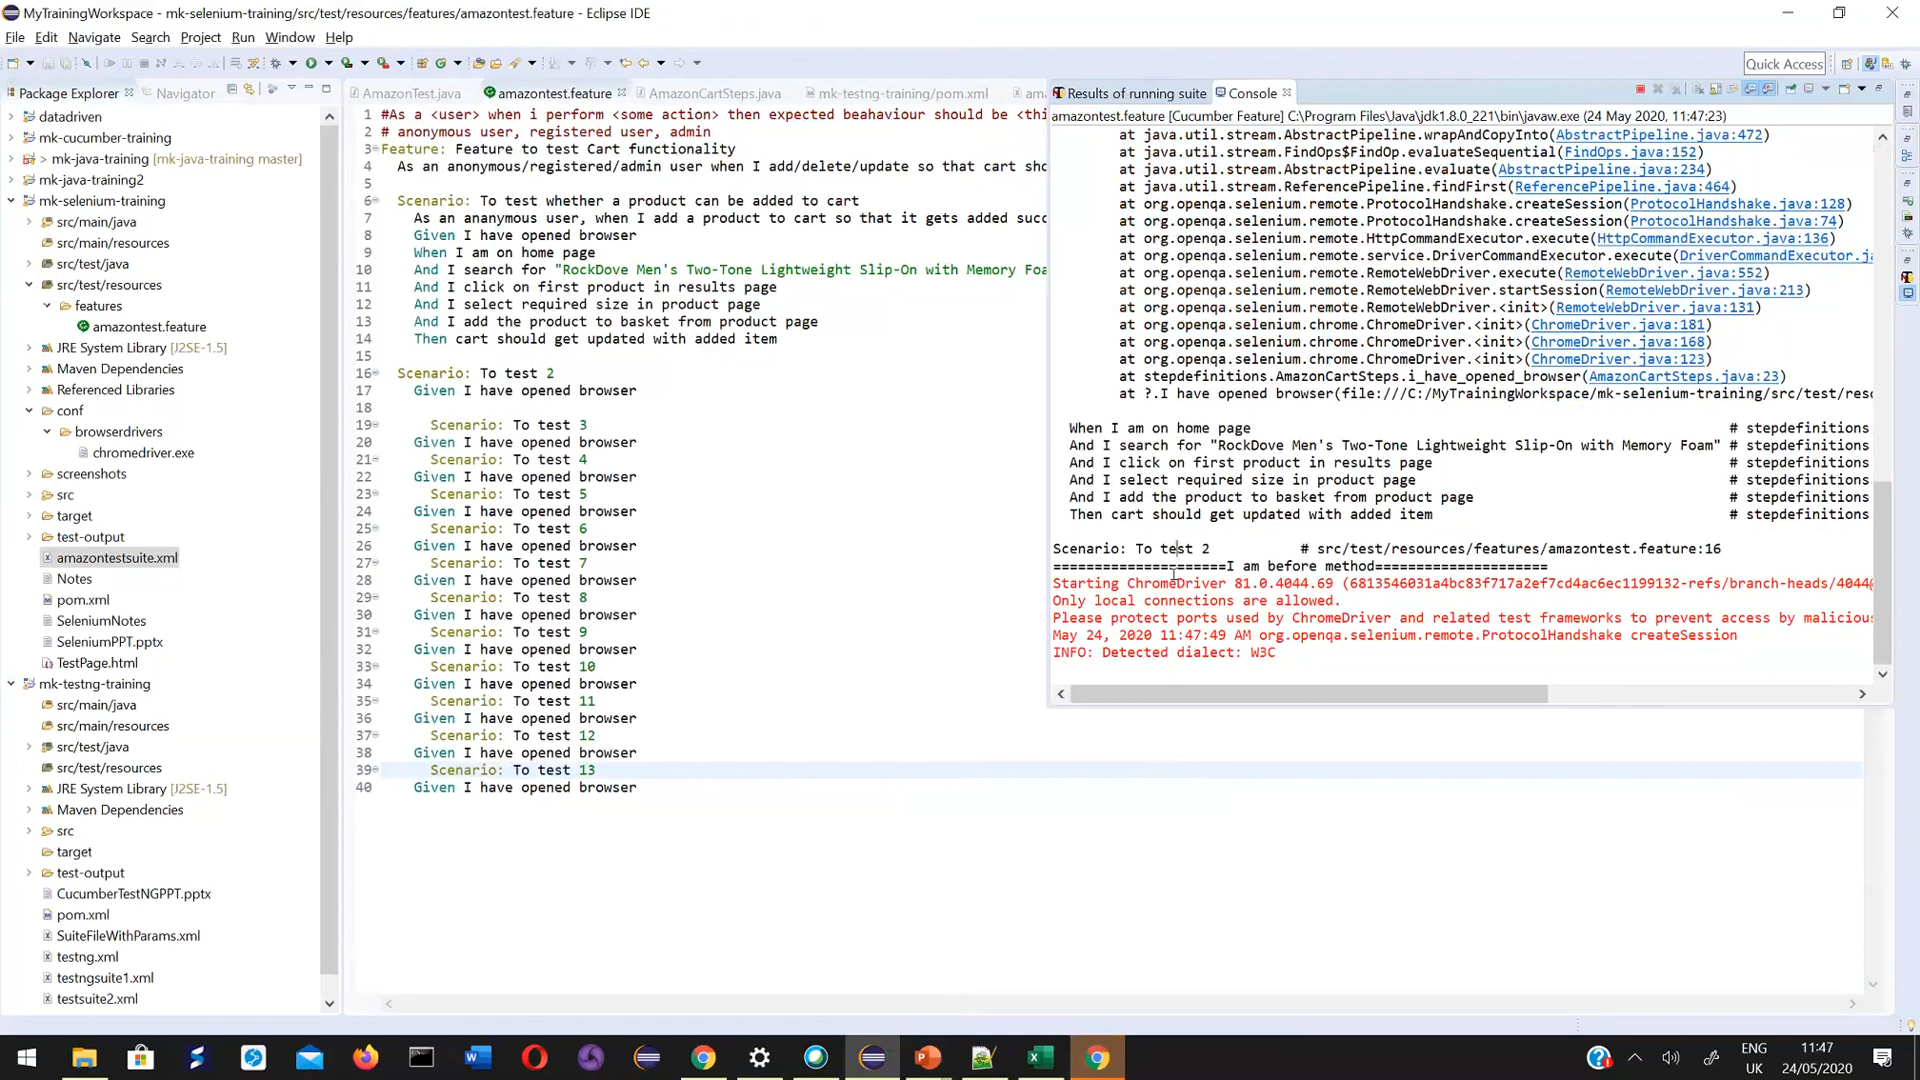 MyTrainingWorkspace - mk-selenium-training/src/test/resources/features/amazontest.feature - Eclipse IDE
File Edit Navigate Search Project Run Window Help
Quick Access
Package Explorer
Navigator
datadriven
mk-cucumber-training
> mk-java-training [mk-java-training master]
mk-java-training2
mk-selenium-training
src/main/java
src/main/resources
src/test/java
src/test/resources
features
amazontest.feature
JRE System Library [J2SE-1.5]
Maven Dependencies
Referenced Libraries
conf
browserdrivers
chromedriver.exe
screenshots
src
target
test-output
amazontestsuite.xml
Notes
pom.xml
SeleniumNotes
SeleniumPPT.pptx
TestPage.html
mk-testng-training
src/main/java
src/main/resources
src/test/java
src/test/resources
JRE System Library [J2SE-1.5]
Maven Dependencies
src
target
test-output
CucumberTestNGPPT.pptx
pom.xml
SuiteFileWithParams.xml
testng.xml
testngsuite1.xml
testsuite2.xml
AmazonTest.java
amazontest.feature
AmazonCartSteps.java
mk-testng-training/pom.xml
am
1 #As a <user> when i perform <some action> then expected beahaviour should be <thi
2 # anonymous user, registered user, admin
3 Feature: Feature to test Cart functionality
4 As an anonymous/registered/admin user when I add/delete/update so that cart sho
5
6 Scenario: To test whether a product can be added to cart
7 As an ananymous user, when I add a product to cart so that it gets added succ
8 Given I have opened browser
9 When I am on home page
10 And I search for "RockDove Men's Two-Tone Lightweight Slip-On with Memory Foa
11 And I click on first product in results page
12 And I select required size in product page
13 And I add the product to basket from product page
14 Then cart should get updated with added item
15
16 Scenario: To test 2
17 Given I have opened browser
18
19 Scenario: To test 3
20 Given I have opened browser
21 Scenario: To test 4
22 Given I have opened browser
23 Scenario: To test 5
24 Given I have opened browser
25 Scenario: To test 6
26 Given I have opened browser
27 Scenario: To test 7
28 Given I have opened browser
29 Scenario: To test 8
30 Given I have opened browser
31 Scenario: To test 9
32 Given I have opened browser
33 Scenario: To test 10
34 Given I have opened browser
35 Scenario: To test 11
36 Given I have opened browser
37 Scenario: To test 12
38 Given I have opened browser
39 Scenario: To test 13
40 Given I have opened browser
Results of running suite
Console
amazontest.feature [Cucumber Feature] C:\Program Files\Java\jdk1.8.0_221\bin\javaw.exe (24 May 2020, 11:47:23)
at java.util.stream.AbstractPipeline.wrapAndCopyInto(AbstractPipeline.java:472)
at java.util.stream.FindOps$FindOp.evaluateSequential(FindOps.java:152)
at java.util.stream.AbstractPipeline.evaluate(AbstractPipeline.java:234)
at java.util.stream.ReferencePipeline.findFirst(ReferencePipeline.java:464)
at org.openqa.selenium.remote.ProtocolHandshake.createSession(ProtocolHandshake.java:128)
at org.openqa.selenium.remote.ProtocolHandshake.createSession(ProtocolHandshake.java:74)
at org.openqa.selenium.remote.HttpCommandExecutor.execute(HttpCommandExecutor.java:136)
at org.openqa.selenium.remote.service.DriverCommandExecutor.execute(DriverCommandExecutor.ja
at org.openqa.selenium.remote.RemoteWebDriver.execute(RemoteWebDriver.java:552)
at org.openqa.selenium.remote.RemoteWebDriver.startSession(RemoteWebDriver.java:213)
at org.openqa.selenium.remote.RemoteWebDriver.<init>(RemoteWebDriver.java:131)
at org.openqa.selenium.chrome.ChromeDriver.<init>(ChromeDriver.java:181)
at org.openqa.selenium.chrome.ChromeDriver.<init>(ChromeDriver.java:168)
at org.openqa.selenium.chrome.ChromeDriver.<init>(ChromeDriver.java:123)
at stepdefinitions.AmazonCartSteps.i_have_opened_browser(AmazonCartSteps.java:23)
at ?.I have opened browser(file:///C:/MyTrainingWorkspace/mk-selenium-training/src/test/reso
When I am on home page # stepdefinitions
And I search for "RockDove Men's Two-Tone Lightweight Slip-On with Memory Foam" # stepdefinitions
And I click on first product in results page # stepdefinitions
And I select required size in product page # stepdefinitions
And I add the product to basket from product page # stepdefinitions
Then cart should get updated with added item # stepdefinitions
Scenario: To test 2 # src/test/resources/features/amazontest.feature:16
=====================I am before method=====================
Starting ChromeDriver 81.0.4044.69 (6813546031a4bc83f717a2ef7cd4ac6ec1199132-refs/branch-heads/4044@
Only local connections are allowed.
Please protect ports used by ChromeDriver and related test frameworks to prevent access by malicious
May 24, 2020 11:47:49 AM org.openqa.selenium.remote.ProtocolHandshake createSession
INFO: Detected dialect: W3C
ENG
UK
11:47
24/05/2020